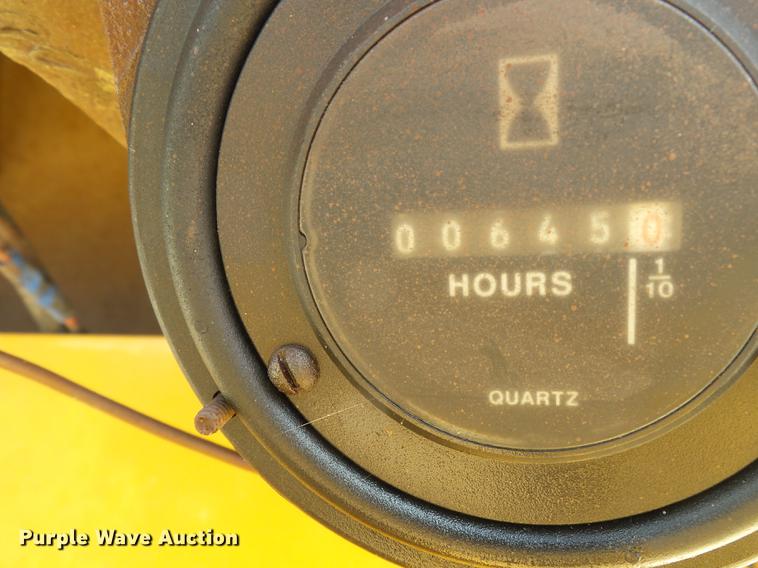 006450
HOURS 1/10
QUARTZ
Purple Wave Auction